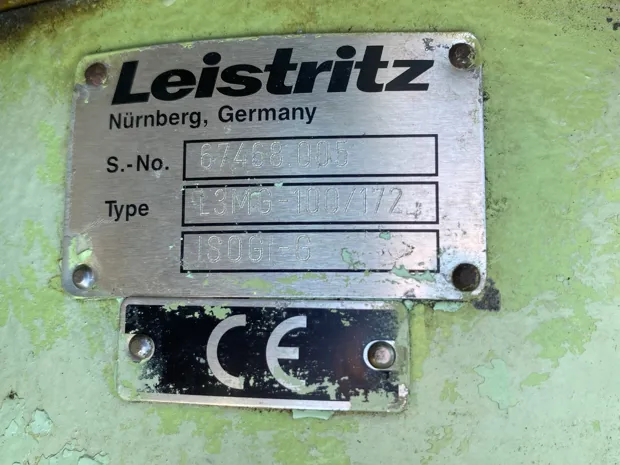 Leistritz
Nürnberg, Germany
S.-No. 67468.005
Type L3MG-100/172
CE